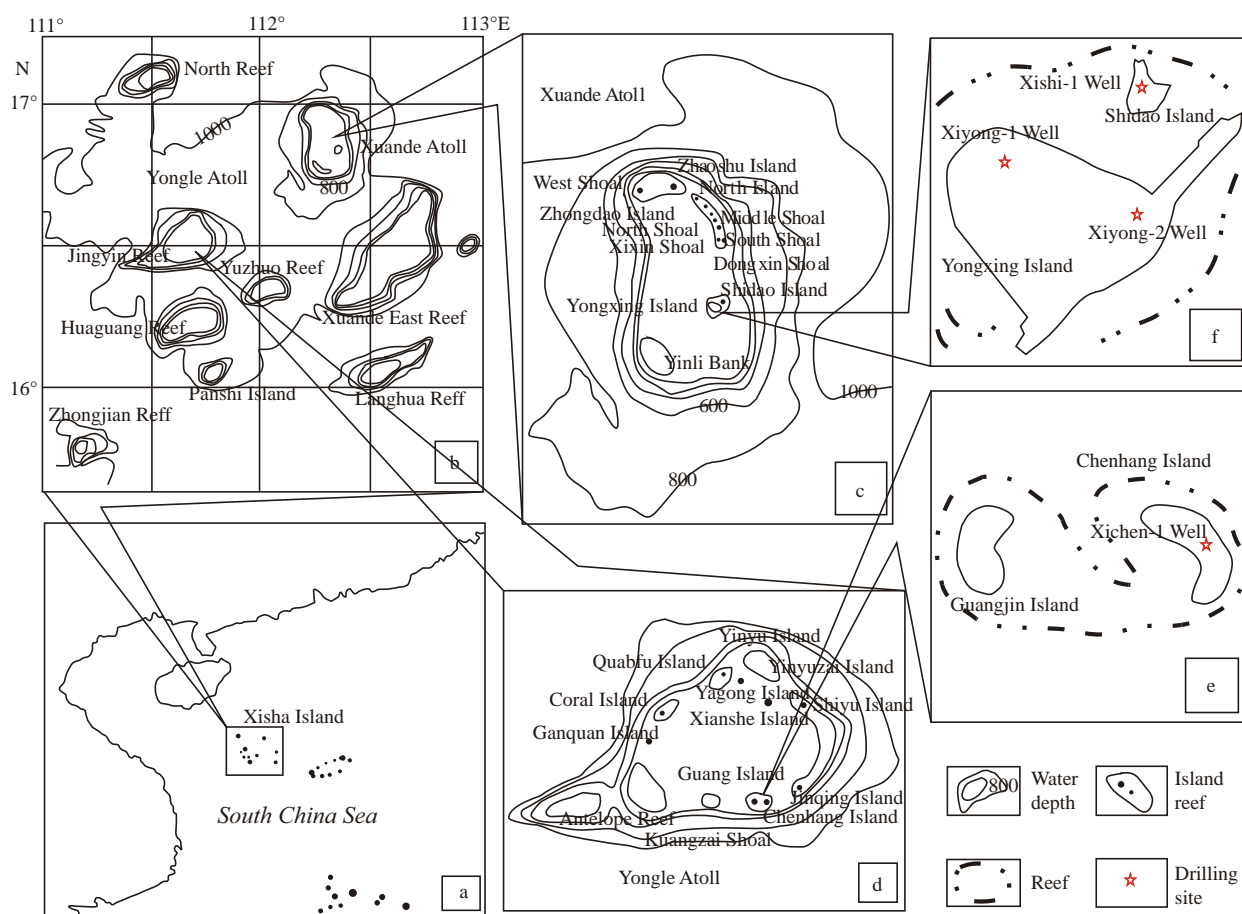 111°
112°
113°E
N
17°
16°
North Reef
1000
Xuande Atoll
Yongle Atoll
800
Jingyin Reef
Yuzhuo Reef
Huaguang Reef
Xuande East Reef
Panshi Island
Langhua Reff
Zhongjian Reff
b
Xuande Atoll
Zhaoshu Island
West Shoal
North Island
Zhongdao Island
Middle Shoal
North Shoal
Xixin Shoal
South Shoal
Dongxin Shoal
Shidao Island
Yongxing Island
Yinli Bank
600
1000
800
c
Xishi-1 Well
Shidao Island
Xiyong-1 Well
Xiyong-2 Well
Yongxing Island
f
Chenhang Island
Xichen-1 Well
Guangjin Island
e
Xisha Island
South China Sea
a
Yinyu Island
Quabfu Island
Yinyuzai Island
Yagong Island
Coral Island
Shiyu Island
Xianshe Island
Ganquan Island
Guang Island
Jinqing Island
Antelope Reef
Chenhang Island
Kuangzai Shoal
Yongle Atoll
d
800
Water
depth
Island
reef
Reef
Drilling
site